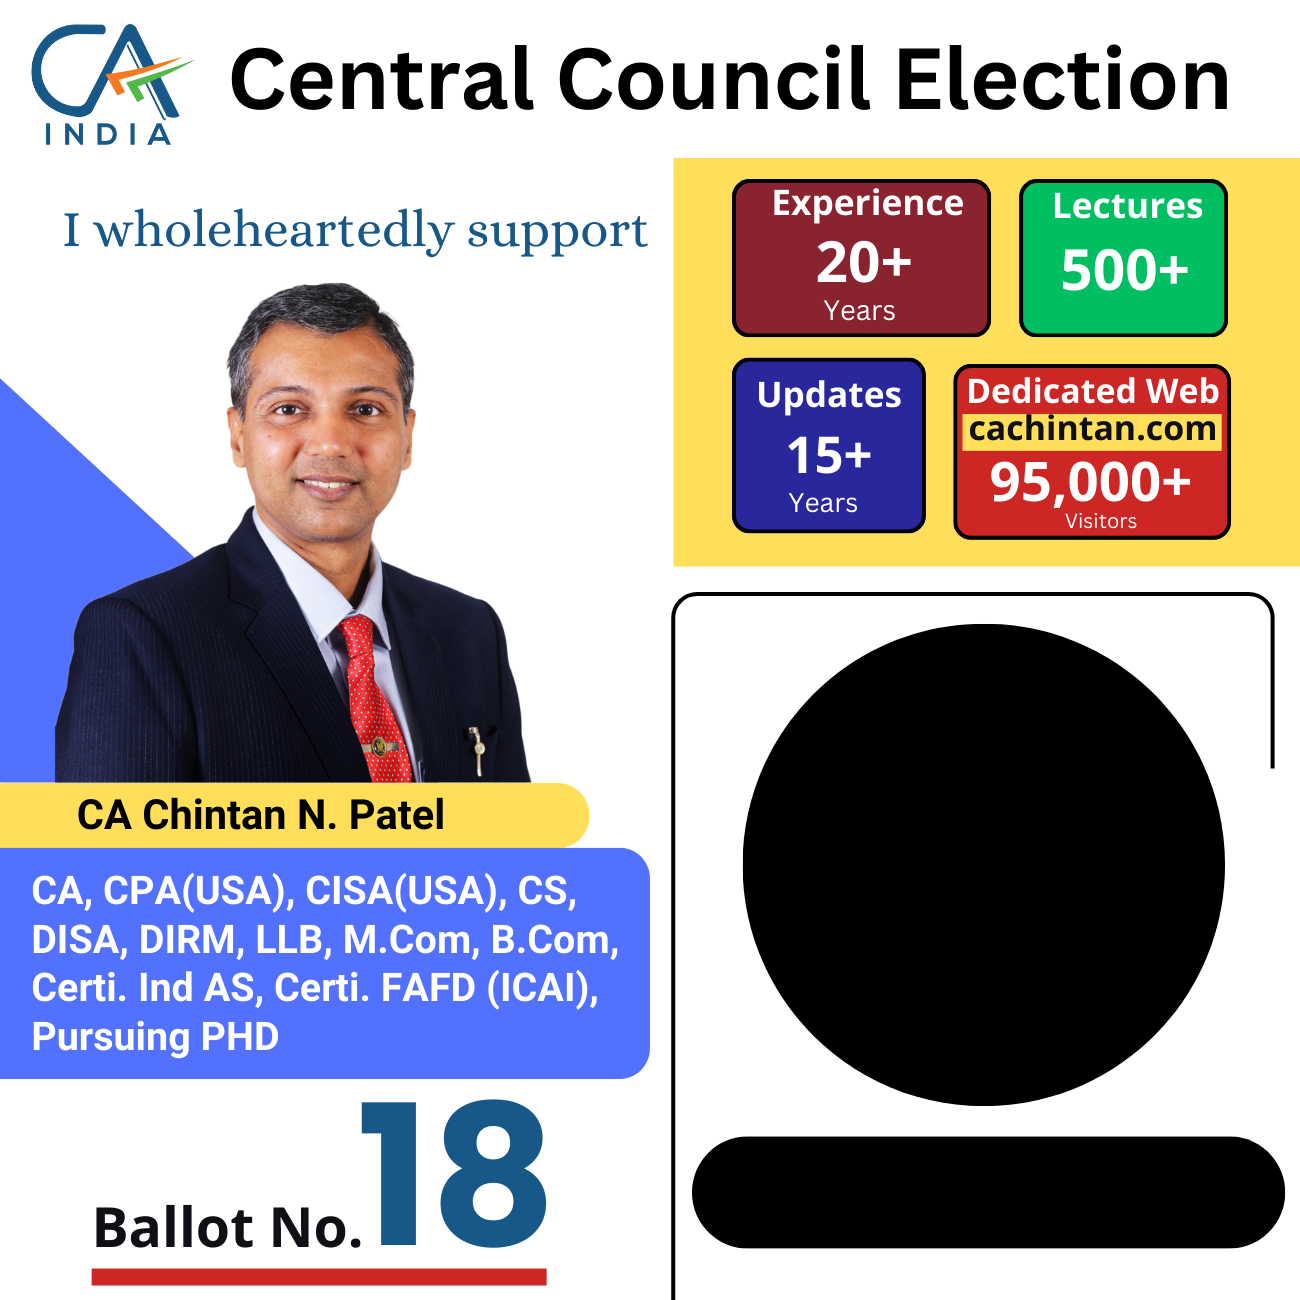 CA
INDIA
Central Council Election
I wholeheartedly support
Experience
20+
Years
Lectures
500+
Updates
15+
Years
Dedicated Web
cachintan.com
95,000+
Visitors
CA Chintan N. Patel
CA, CPA(USA), CISA(USA), CS,
DISA, DIRM, LLB, M.Com, B.Com,
Certi. Ind AS, Certi. FAFD (ICAI),
Pursuing PHD
Ballot No. 18